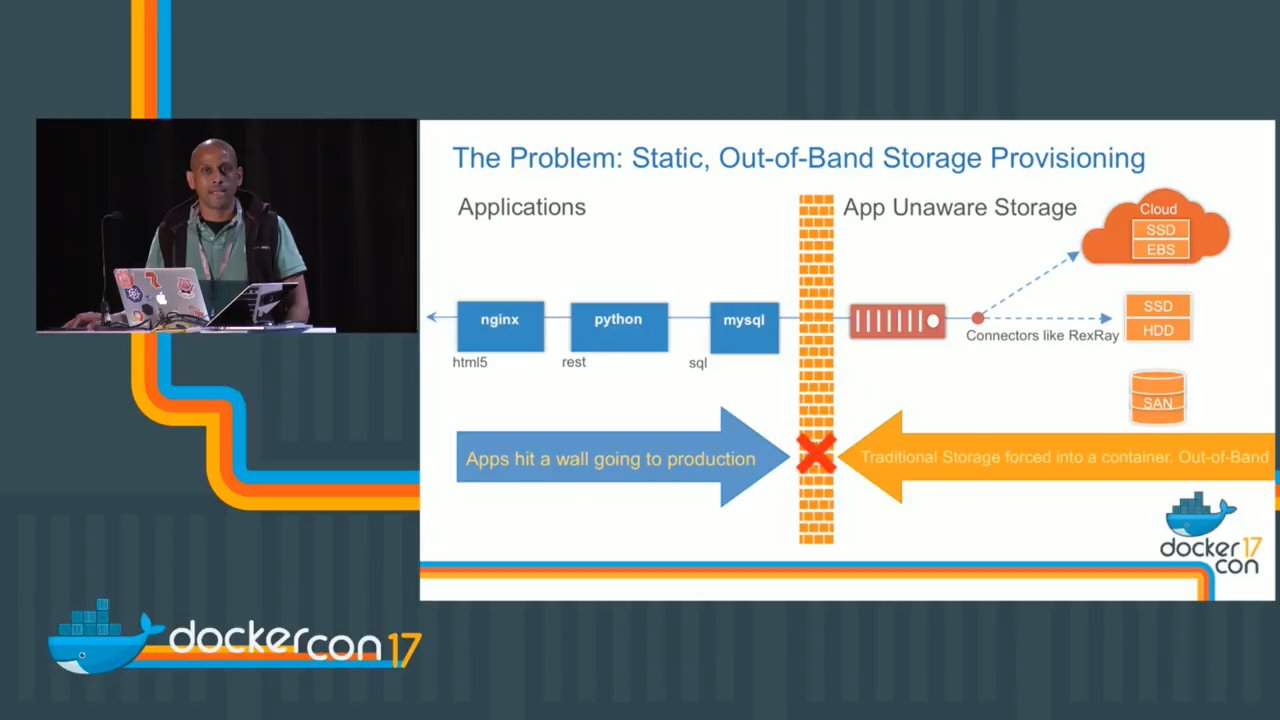 The Problem: Static, Out-of-Band Storage Provisioning
Applications
App Unaware Storage
Cloud
SSD
EBS
nginx
python
mysql
html5
rest
sql
Connectors like RexRay
SSD
HDD
SAN
Apps hit a wall going to production
Traditional Storage forced into a container, Out-of-Band
docker 17
con
dockercon 17